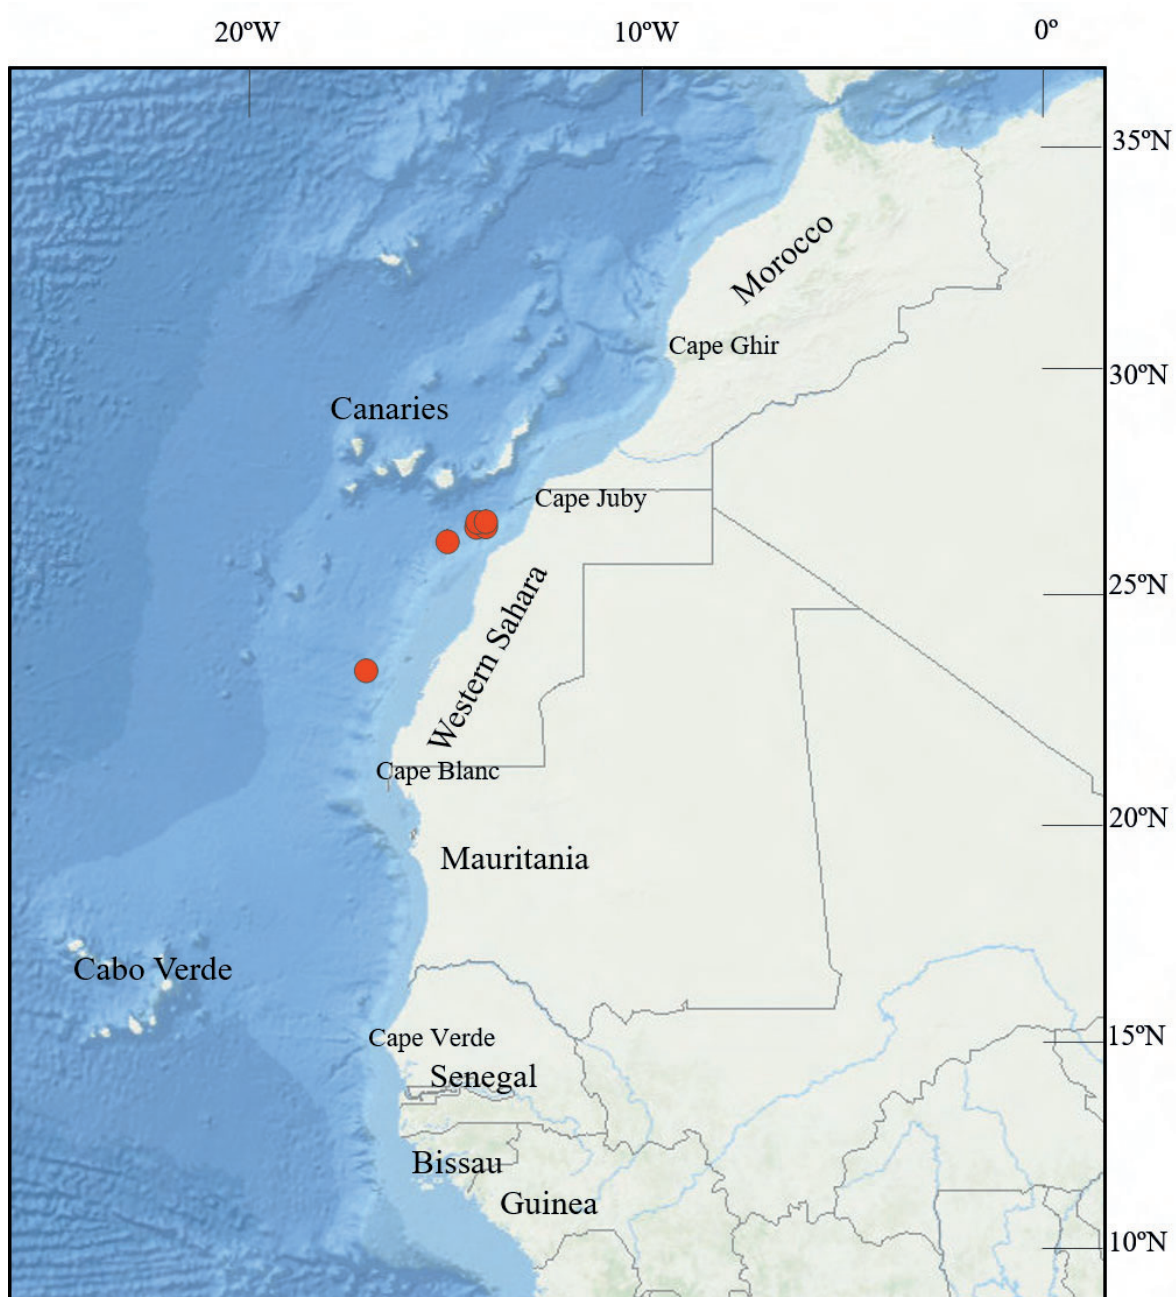 20ºW 10ºW 0º
35ºN
Morocco
Cape Ghir
30ºN
Canaries
Cape Juby
25ºN
Western Sahara
Cape Blanc
20ºN
Mauritania
Cabo Verde
Cape Verde
15ºN
Senegal
Bissau
Guinea
10ºN